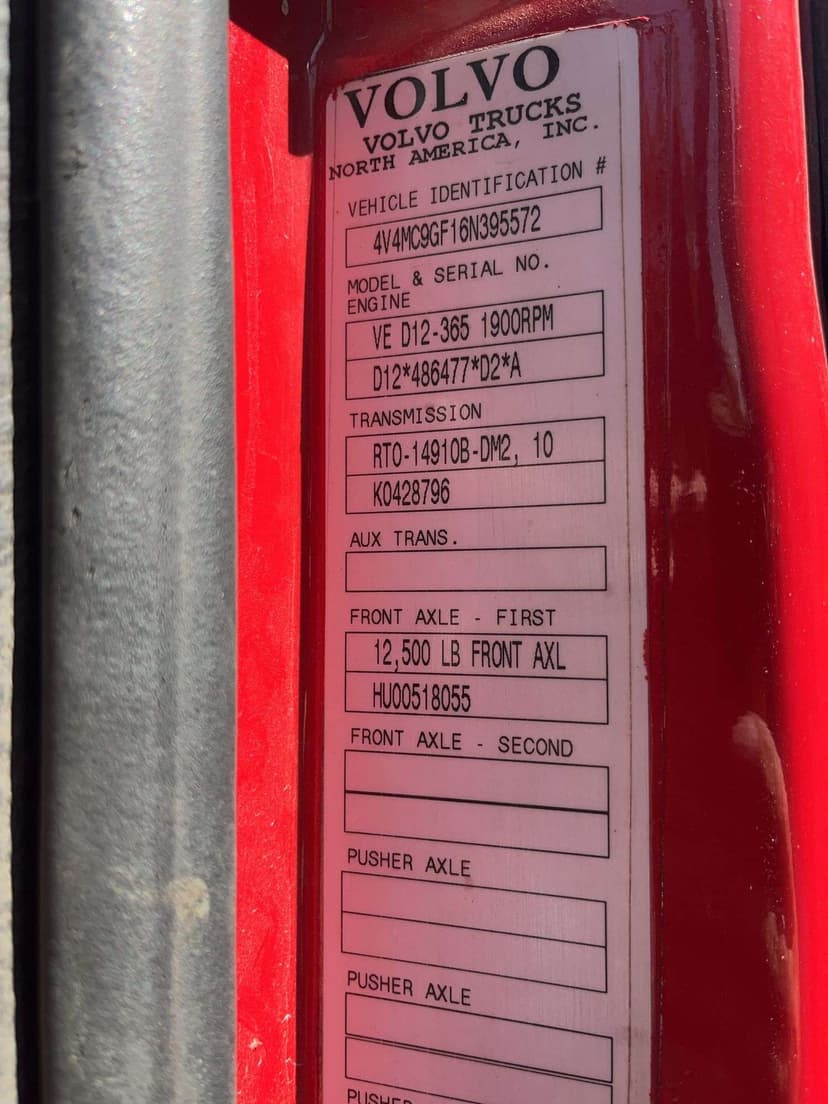 VOLVO
VOLVO TRUCKS
NORTH AMERICA, INC.
VEHICLE IDENTIFICATION #
4V4MC9GF16N395572
MODEL & SERIAL NO.
ENGINE
VE D12-365 1900RPM
D12*486477*D2*A
TRANSMISSION
RTO-14910B-DM2, 10
K0428796
AUX TRANS.
FRONT AXLE - FIRST
12,500 LB FRONT AXL
HU00518055
FRONT AXLE - SECOND
PUSHER AXLE
PUSHER AXLE
PUSHER